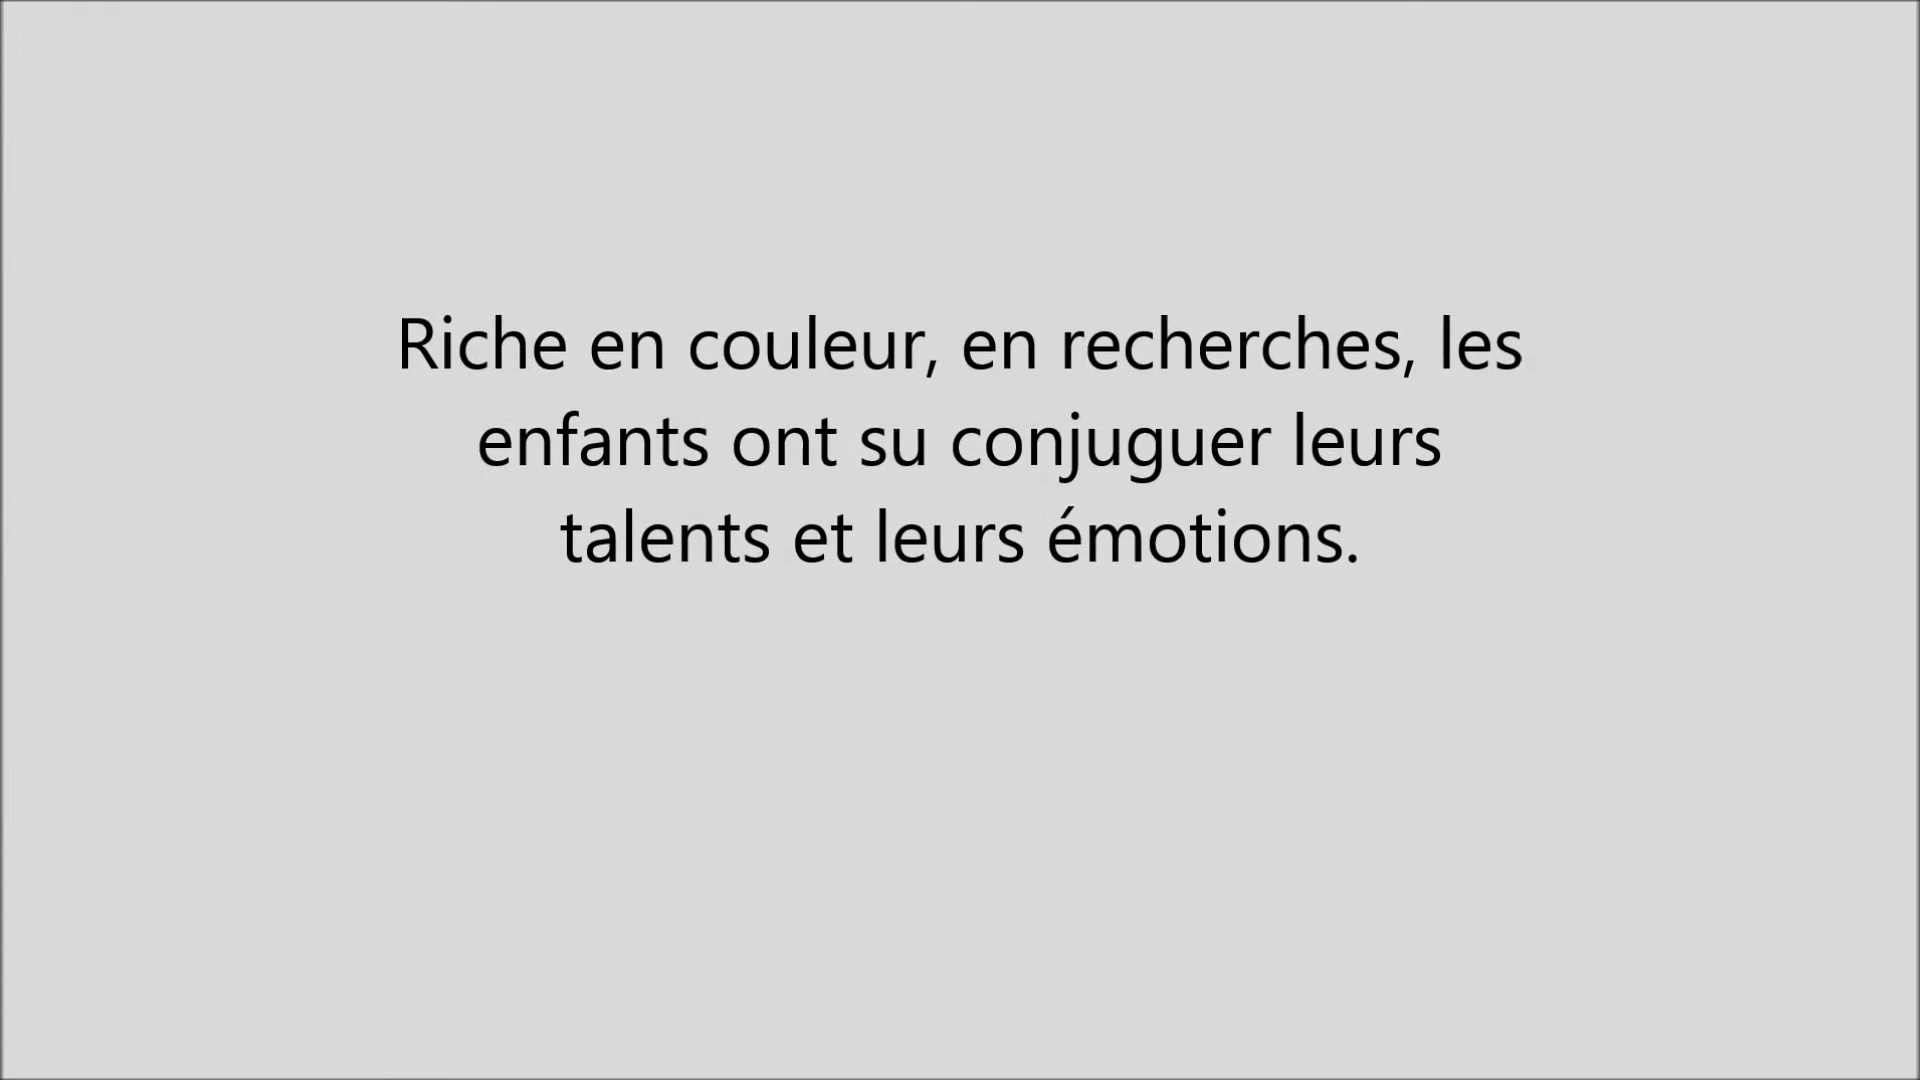 Riche en couleur, en recherches, les
enfants ont su conjuguer leurs
talents et leurs émotions.